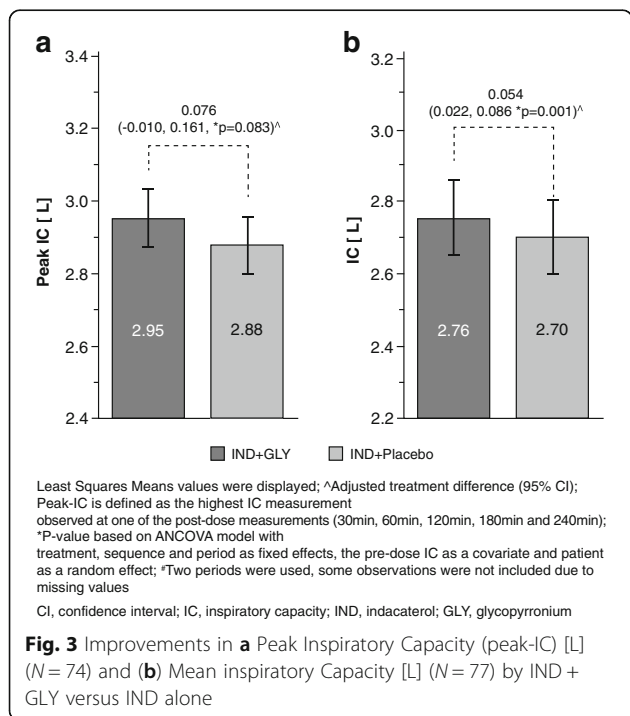 a
b
3.4
3.2
3.0
2.8
2.6
2.4
Peak IC [ L]
0.076
(-0.010, 0.161, *p=0.083)^
2.95
2.88
3.2
3.0
2.8
2.6
2.4
2.2
IC [ L]
0.054
(0.022, 0.086 *p=0.001)^
2.76
2.70
IND+GLY IND+Placebo
Least Squares Means values were displayed; ^Adjusted treatment difference (95% CI);
Peak-IC is defined as the highest IC measurement
observed at one of the post-dose measurements (30min, 60min, 120min, 180min and 240min);
*P-value based on ANCOVA model with
treatment, sequence and period as fixed effects, the pre-dose IC as a covariate and patient
as a random effect; #Two periods were used, some observations were not included due to
missing values
CI, confidence interval; IC, inspiratory capacity; IND, indacaterol; GLY, glycopyrronium
Fig. 3 Improvements in a Peak Inspiratory Capacity (peak-IC) [L]
(N = 74) and (b) Mean inspiratory Capacity [L] (N = 77) by IND +
GLY versus IND alone